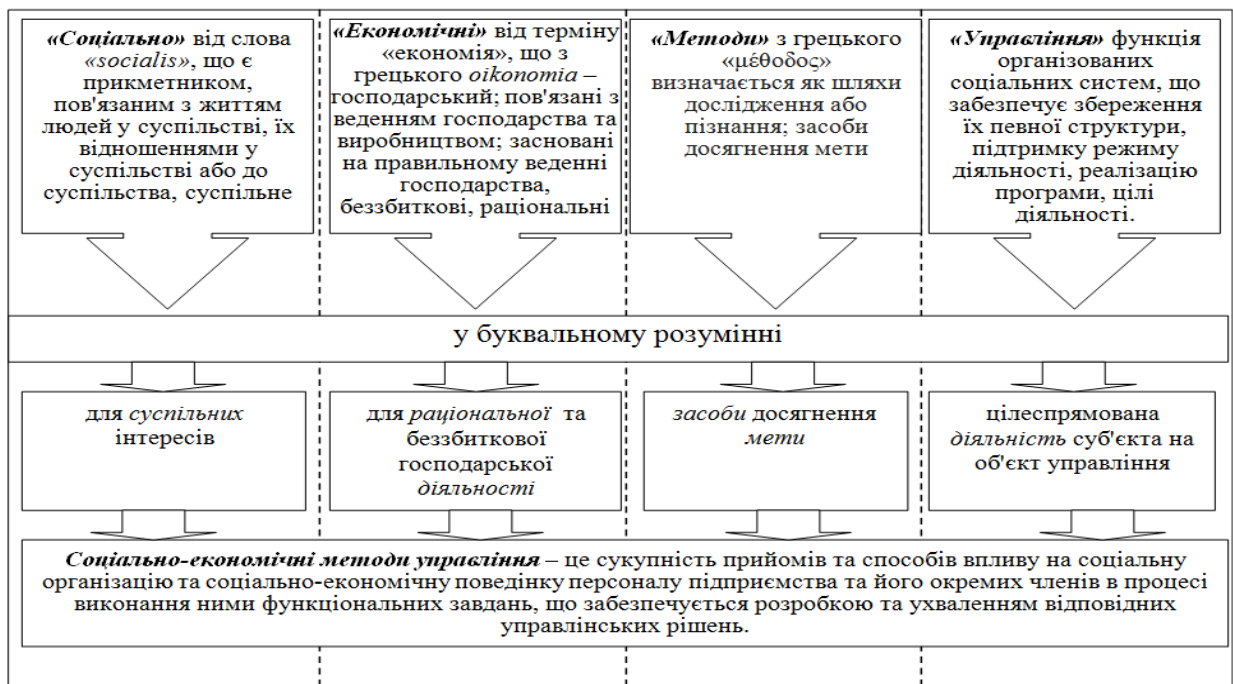 «Соціально» від слова
«socialis», що є
прикметником,
пов'язаним з життям
людей у суспільстві, їх
відношеннями у
суспільстві або до
суспільства, суспільне
«Економічні» від терміну
«економія», що з
грецького oikonomia –
господарський; пов'язані з
веденням господарства та
виробництвом; засновані
на правильному веденні
господарства,
беззбиткові, раціональні
«Методи» з грецького
«μέθοδος»
визначається як шляхи
дослідження або
пізнання; засоби
досягнення мети
«Управління» функція
організованих
соціальних систем, що
забезпечує збереження
їх певної структури,
підтримку режиму
діяльності, реалізацію
програми, цілі
діяльності.
у буквальному розумінні
для суспільних
інтересів
для раціональної та
беззбиткової
господарської
діяльності
засоби досягнення
мети
цілеспрямована
діяльність суб'єкта на
об'єкт управління
Соціально-економічні методи управління – це сукупність прийомів та способів впливу на соціальну
організацію та соціально-економічну поведінку персоналу підприємства та його окремих членів в процесі
виконання ними функціональних завдань, що забезпечується розробкою та ухваленням відповідних
управлінських рішень.